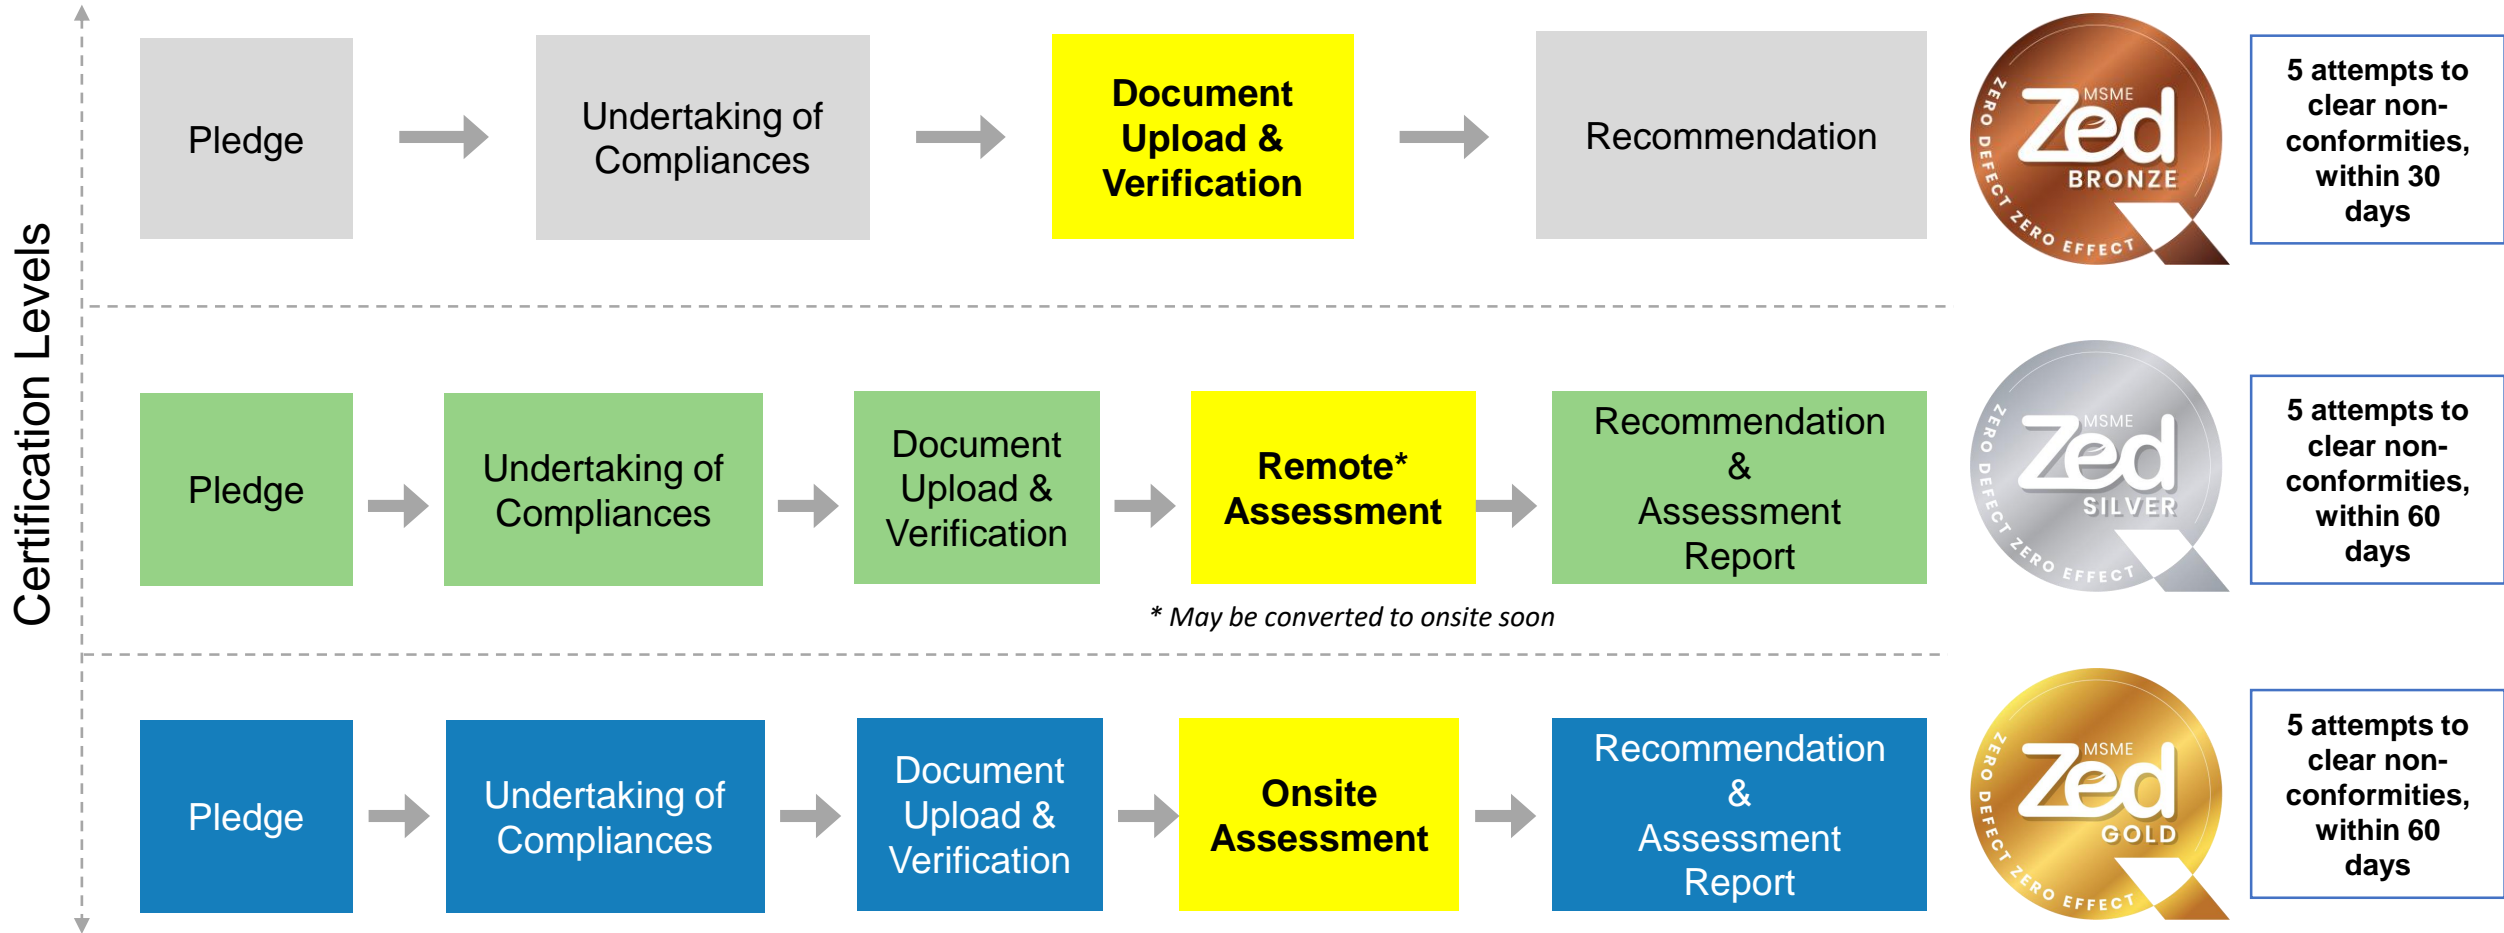 Certification Levels
Pledge
Undertaking of
Compliances
Document
Upload &
Verification
Recommendation
ZERO DEFECT ZERO EFFECT
MSME
Zed
BRONZE
5 attempts to
clear non-
conformities,
within 30
days
Pledge
Undertaking of
Compliances
Document
Upload &
Verification
Remote*
Assessment
Recommendation
&
Assessment
Report
* May be converted to onsite soon
ZERO DEFECT ZERO EFFECT
MSME
Zed
SILVER
5 attempts to
clear non-
conformities,
within 60
days
Pledge
Undertaking of
Compliances
Document
Upload &
Verification
Onsite
Assessment
Recommendation
&
Assessment
Report
ZERO DEFECT ZERO EFFECT
MSME
Zed
GOLD
5 attempts to
clear non-
conformities,
within 60
days